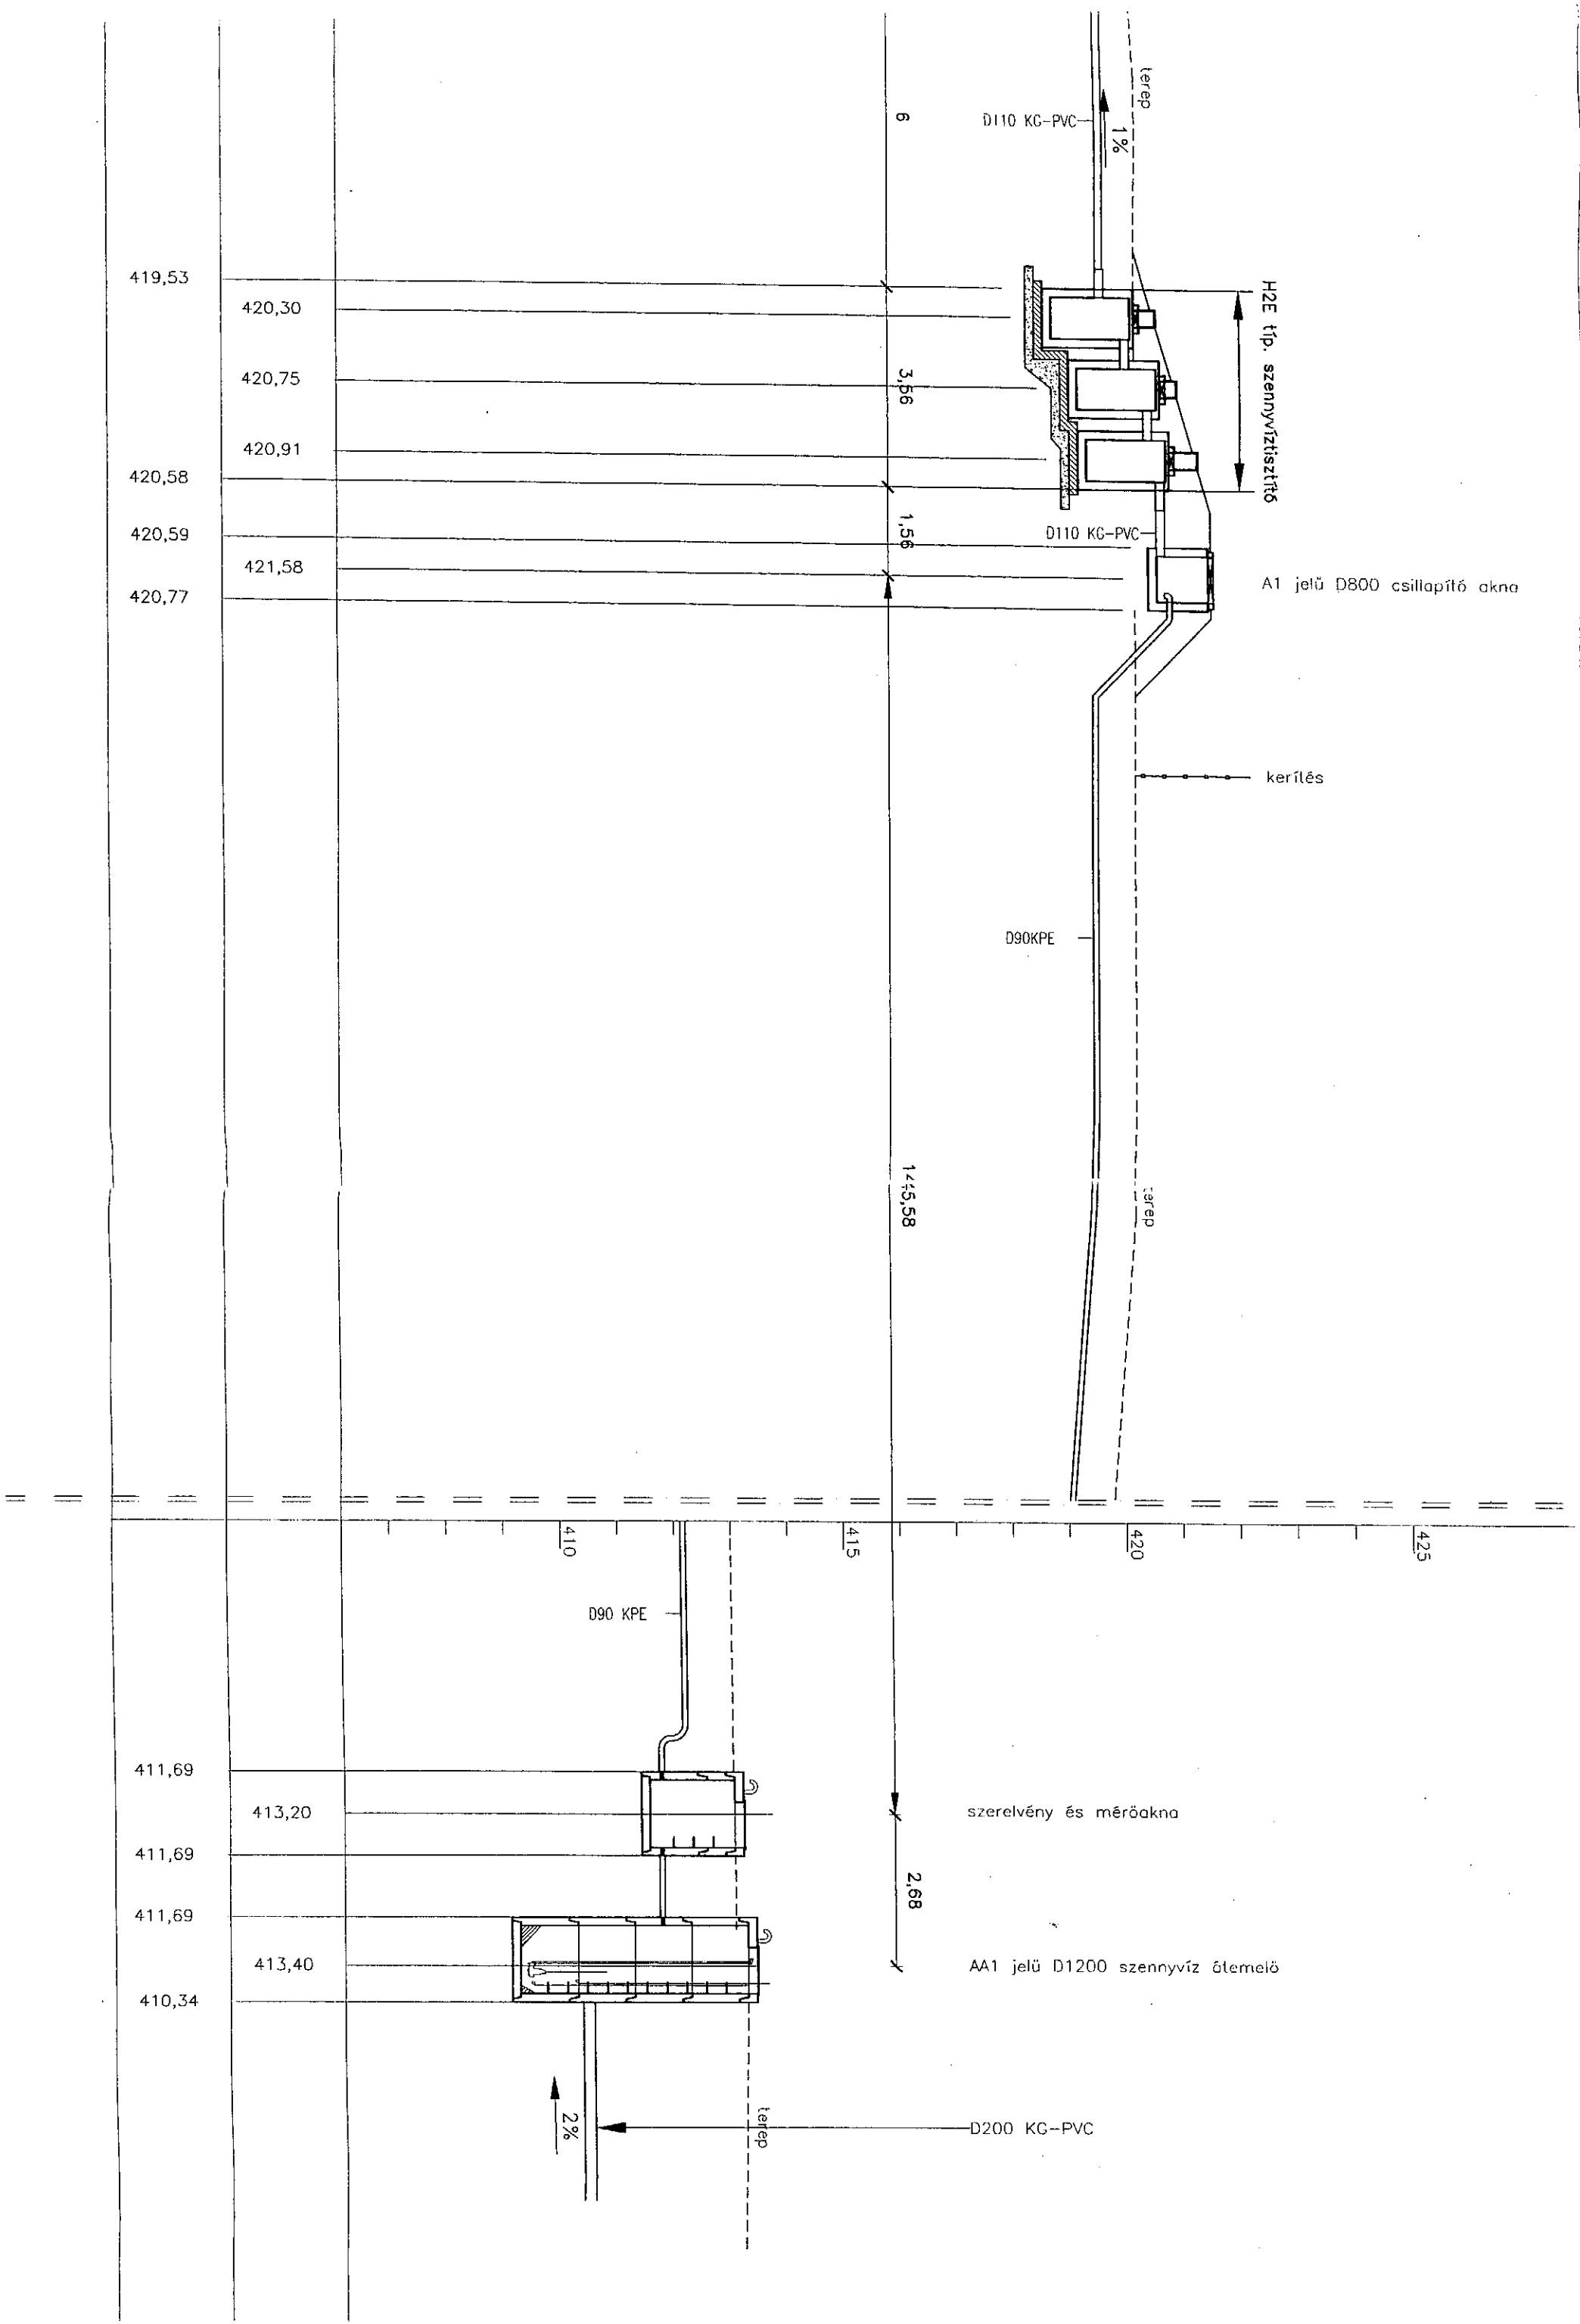 terep
6
D110 KG-PVC
1%
419,53
420,30
420,75
3,56
H2E típ. szennyvíztisztító
420,91
420,58
1,56
420,59
D110 KG-PVC
421,58
A1 jelű D800 csillapító akna
420,77
kerílés
D90KPE
terep
410
415
420
425
D90 KPE
411,69
413,20
szerelvény és mérőakna
411,69
2,68
411,69
413,40
AA1 jelű D1200 szennyvíz átemelő
410,34
2%
terep
D200 KG-PVC